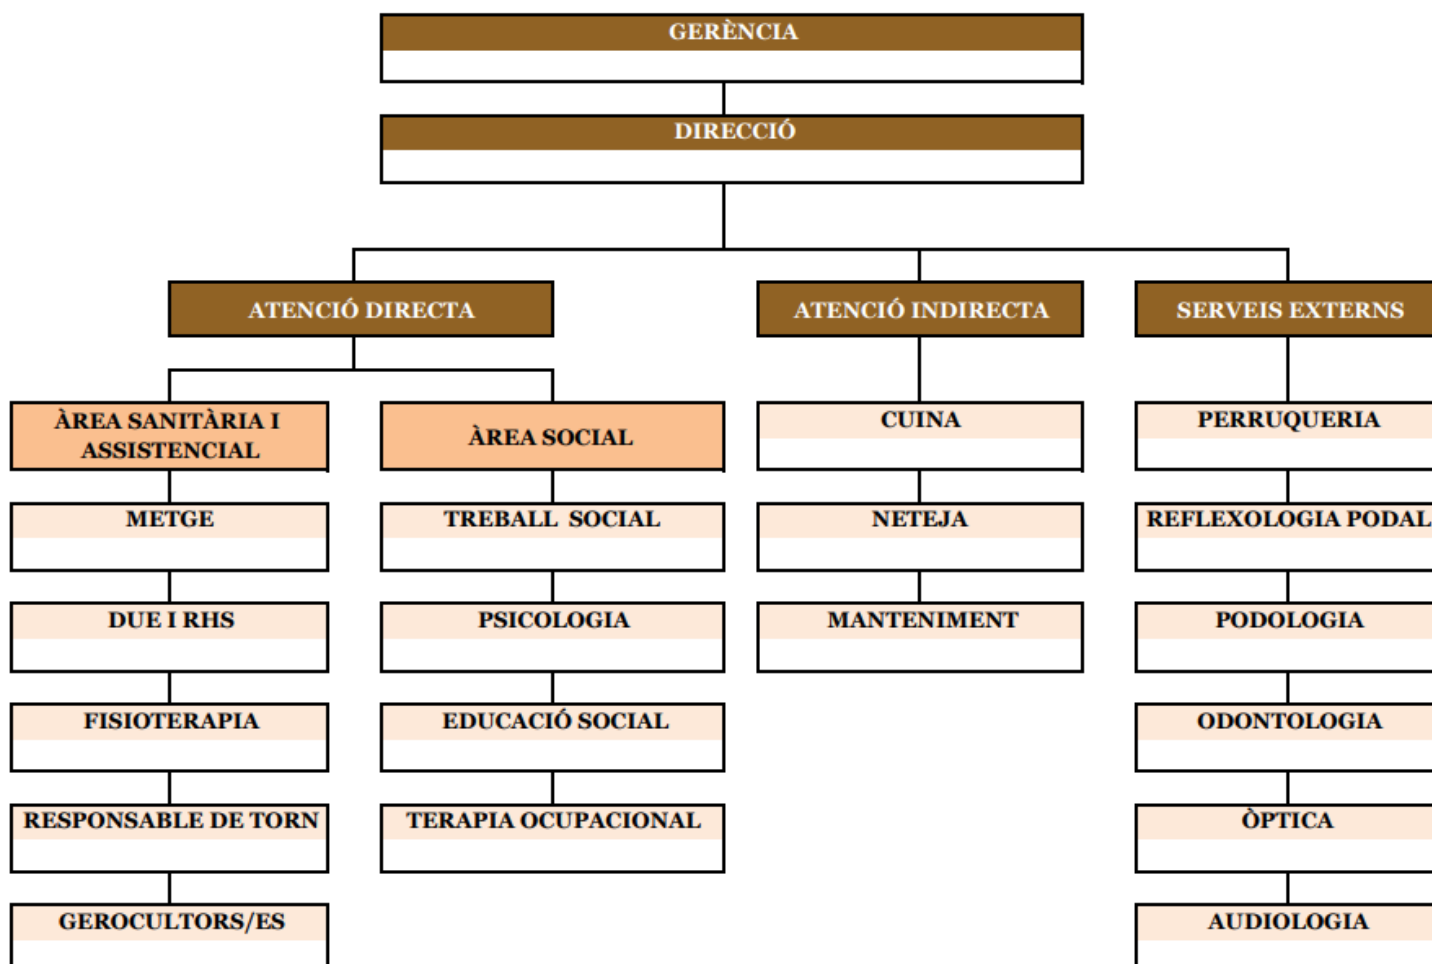 GERÈNCIA
DIRECCIÓ
ATENCIÓ DIRECTA
ATENCIÓ INDIRECTA
SERVEIS EXTERNS
ÀREA SANITÀRIA I
ASSISTENCIAL
ÀREA SOCIAL
CUINA
PERRUQUERIA
METGE
TREBALL SOCIAL
NETEJA
REFLEXOLOGIA PODAL
DUE I RHS
PSICOLOGIA
MANTENIMENT
PODOLOGIA
FISIOTERAPIA
EDUCACIÓ SOCIAL
ODONTOLOGIA
RESPONSABLE DE TORN
TERAPIA OCUPACIONAL
ÒPTICA
GEROCULTORS/ES
AUDIOLOGIA